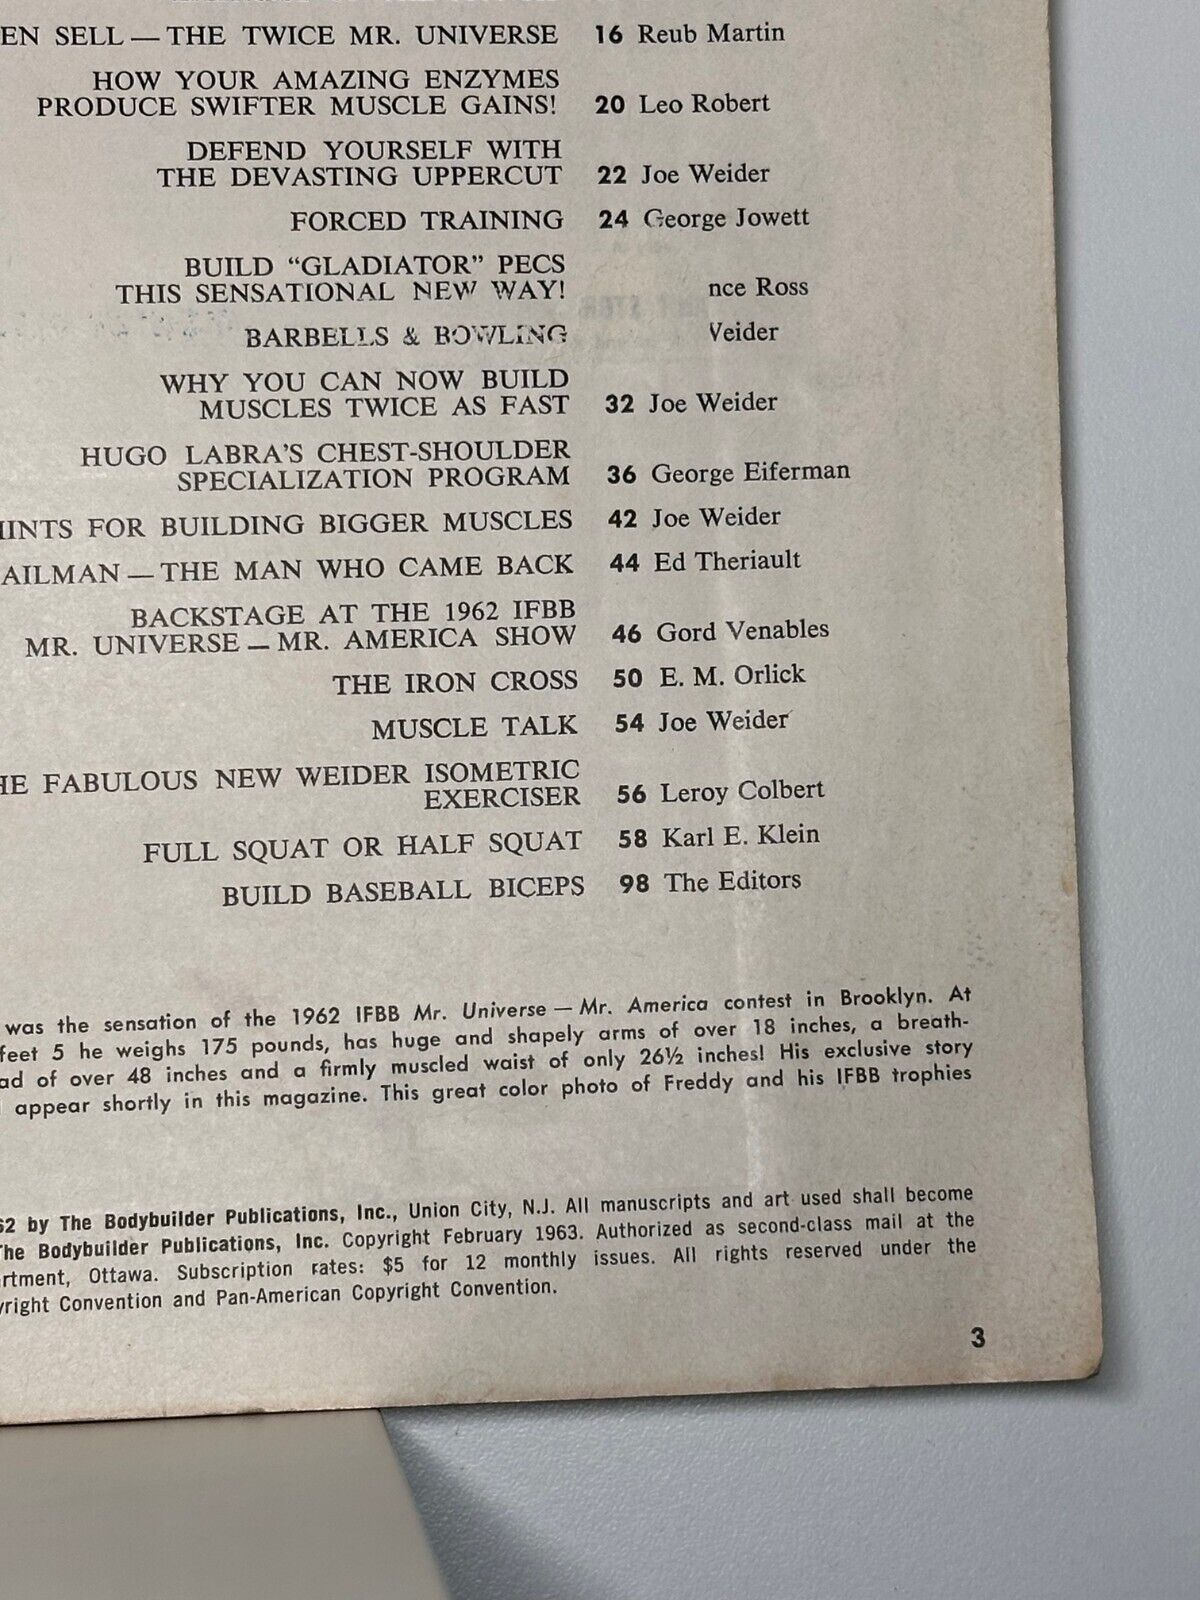 EN SELL — THE TWICE MR. UNIVERSE 16 Reub Martin
HOW YOUR AMAZING ENZYMES
PRODUCE SWIFTER MUSCLE GAINS! 20 Leo Robert
DEFEND YOURSELF WITH
THE DEVASTING UPPERCUT 22 Joe Weider
FORCED TRAINING 24 George Jowett
BUILD “GLADIATOR” PECS
THIS SENSATIONAL NEW WAY! nce Ross
BARBELLS & BOWLING Weider
WHY YOU CAN NOW BUILD
MUSCLES TWICE AS FAST 32 Joe Weider
HUGO LABRA'S CHEST-SHOULDER
SPECIALIZATION PROGRAM 36 George Eiferman
HINTS FOR BUILDING BIGGER MUSCLES 42 Joe Weider
AILMAN — THE MAN WHO CAME BACK 44 Ed Theriault
BACKSTAGE AT THE 1962 IFBB
MR. UNIVERSE — MR. AMERICA SHOW 46 Gord Venables
THE IRON CROSS 50 E. M. Orlick
MUSCLE TALK 54 Joe Weider
HE FABULOUS NEW WEIDER ISOMETRIC
EXERCISER 56 Leroy Colbert
FULL SQUAT OR HALF SQUAT 58 Karl E. Klein
BUILD BASEBALL BICEPS 98 The Editors
was the sensation of the 1962 IFBB Mr. Universe — Mr. America contest in Brooklyn. At
feet 5 he weighs 175 pounds, has huge and shapely arms of over 18 inches, a breath-
ad of over 48 inches and a firmly muscled waist of only 26½ inches! His exclusive story
appear shortly in this magazine. This great color photo of Freddy and his IFBB trophies
62 by The Bodybuilder Publications, Inc., Union City, N.J. All manuscripts and art used shall become
The Bodybuilder Publications, Inc. Copyright February 1963. Authorized as second-class mail at the
rtment, Ottawa. Subscription rates: $5 for 12 monthly issues. All rights reserved under the
yright Convention and Pan-American Copyright Convention.
3